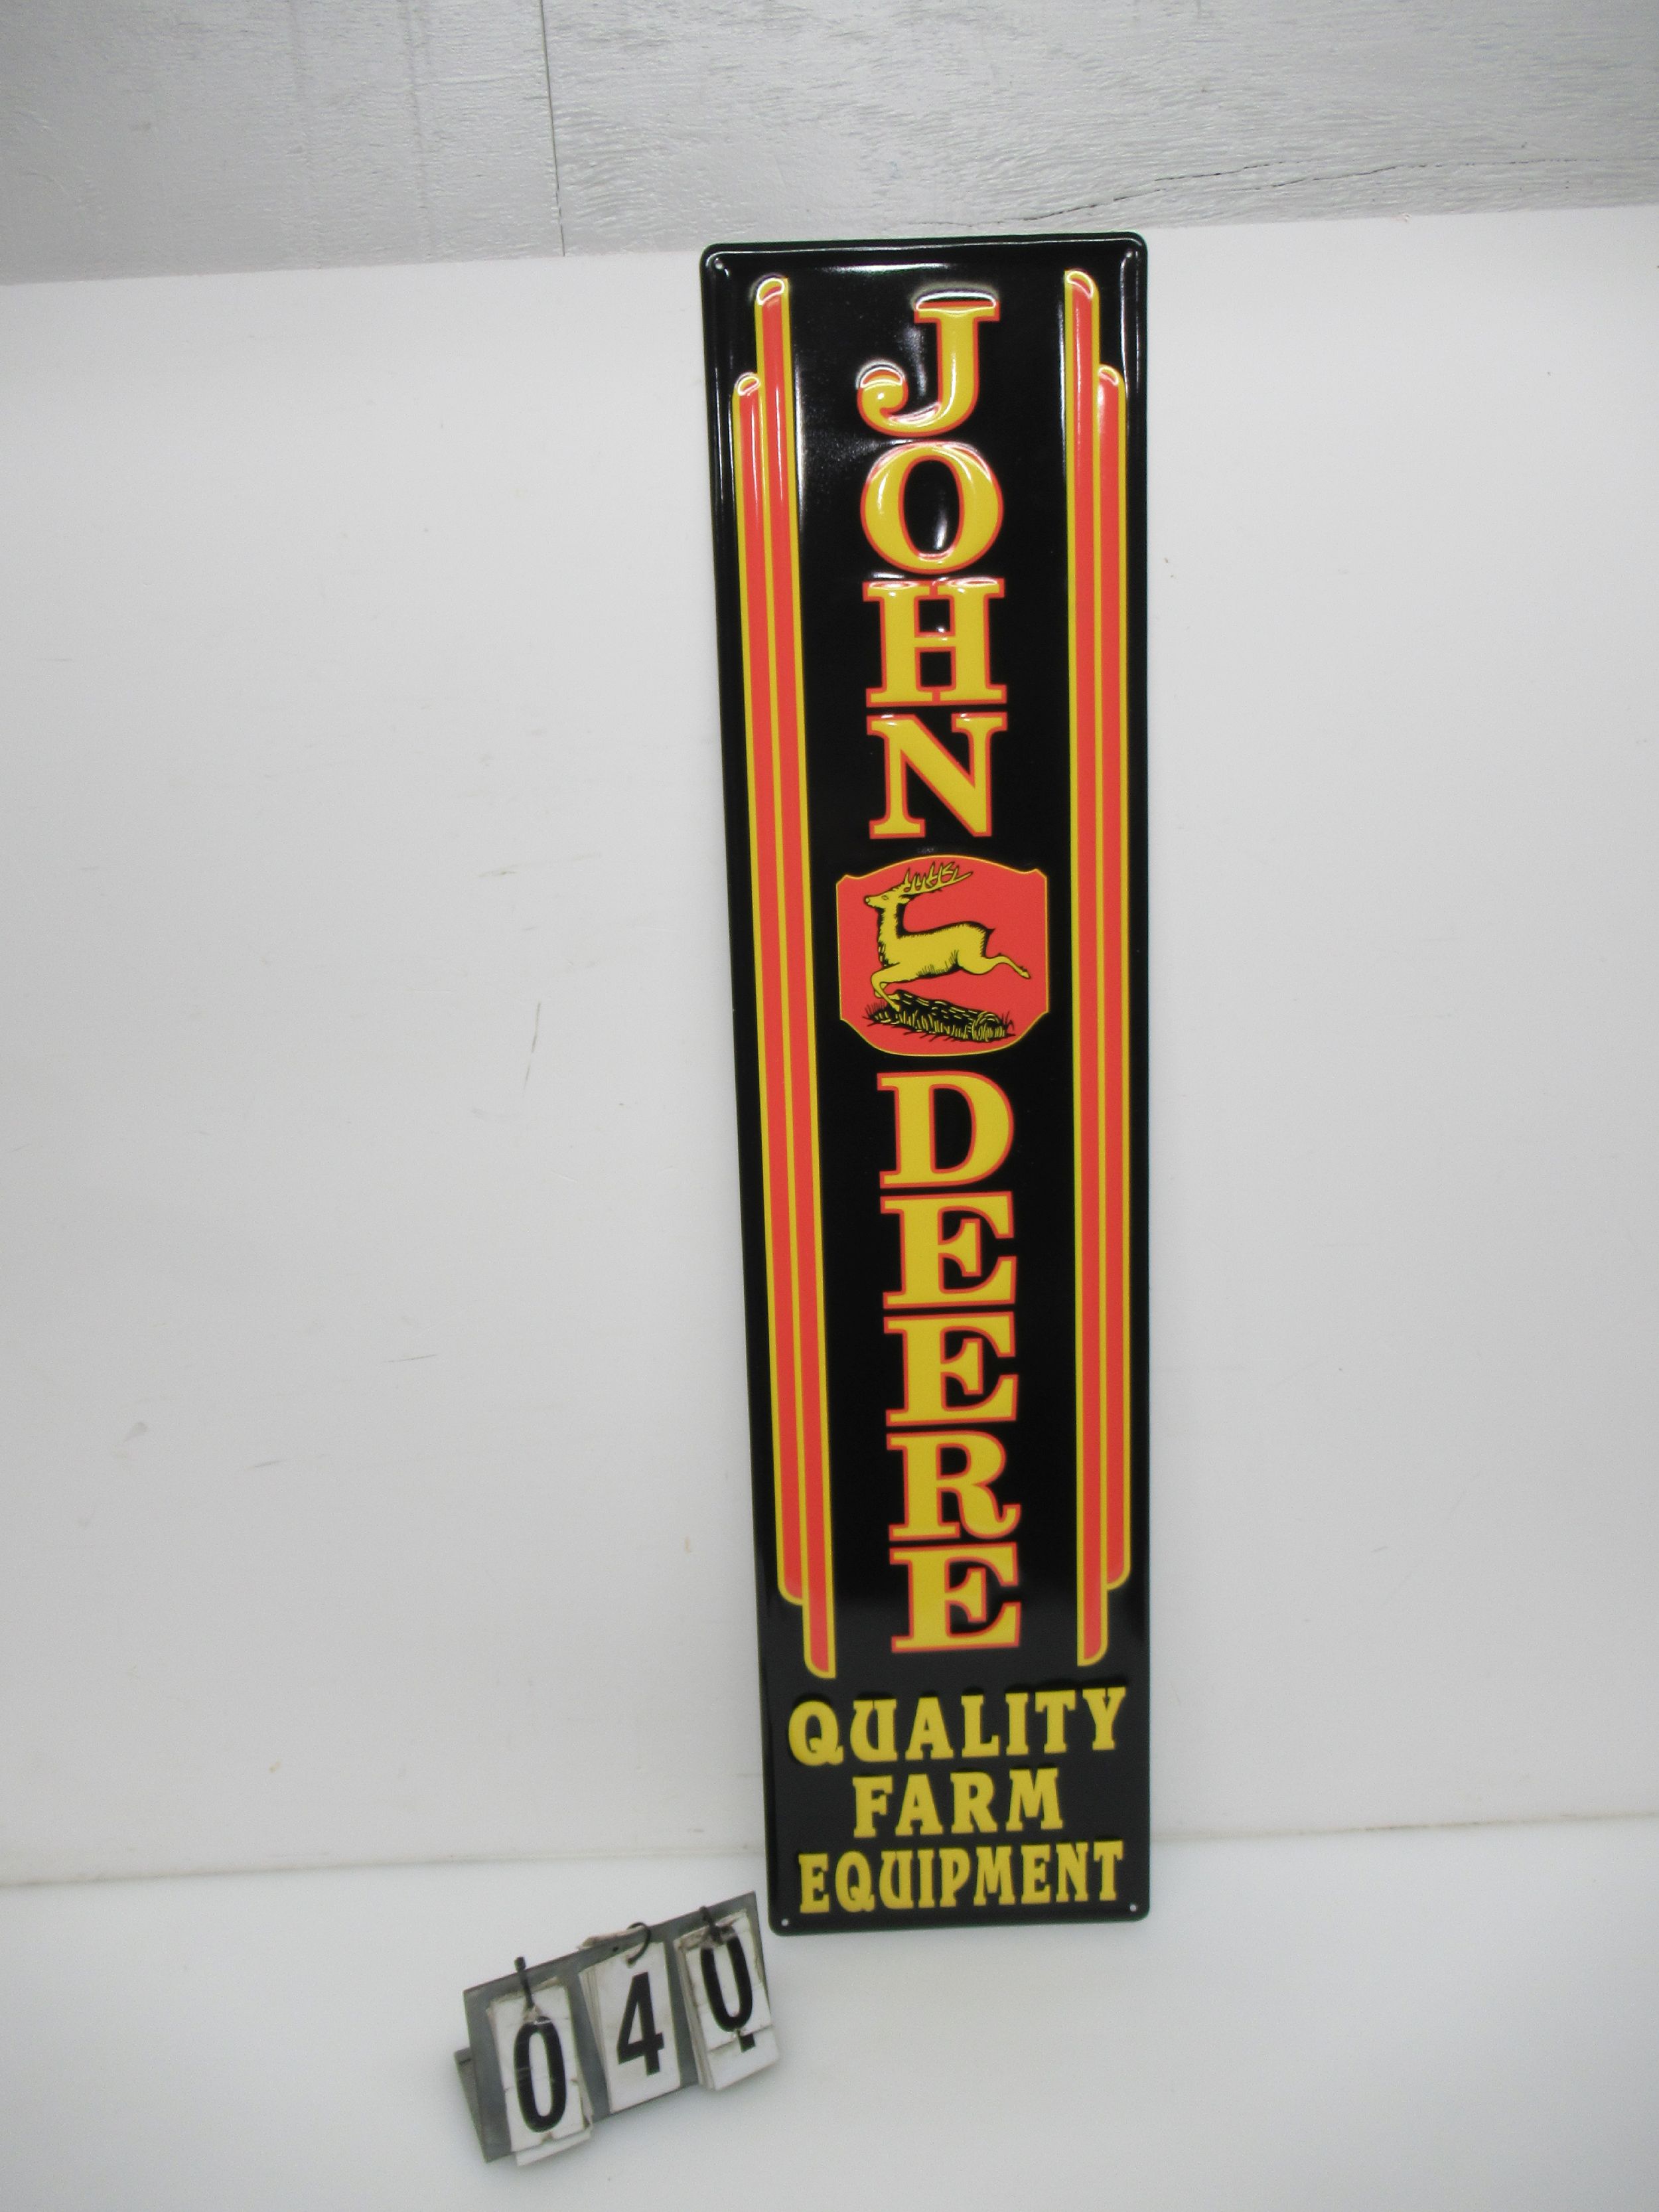 JOHN
DEERE
QUALITY
FARM
EQUIPMENT
040